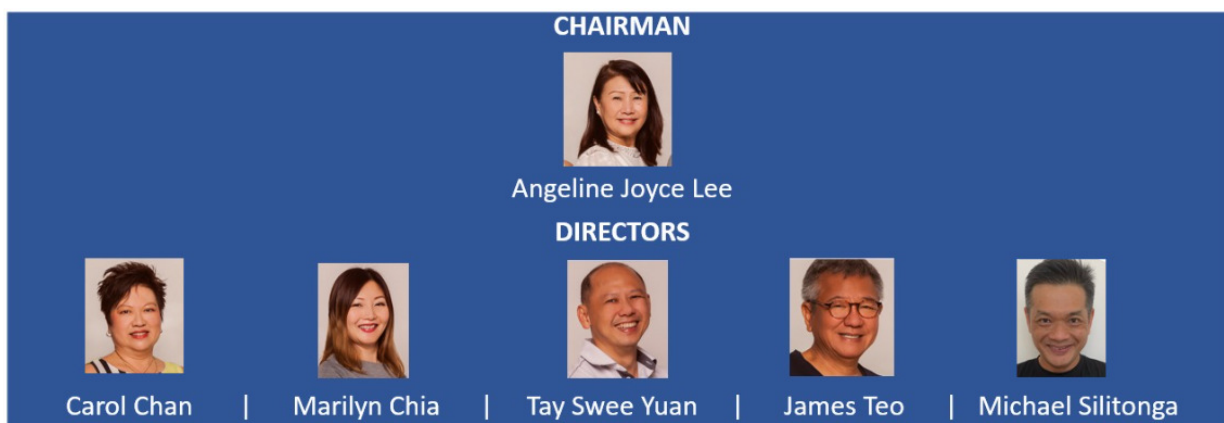 CHAIRMAN
Angeline Joyce Lee
DIRECTORS
Carol Chan | Marilyn Chia | Tay Swee Yuan | James Teo | Michael Silitonga